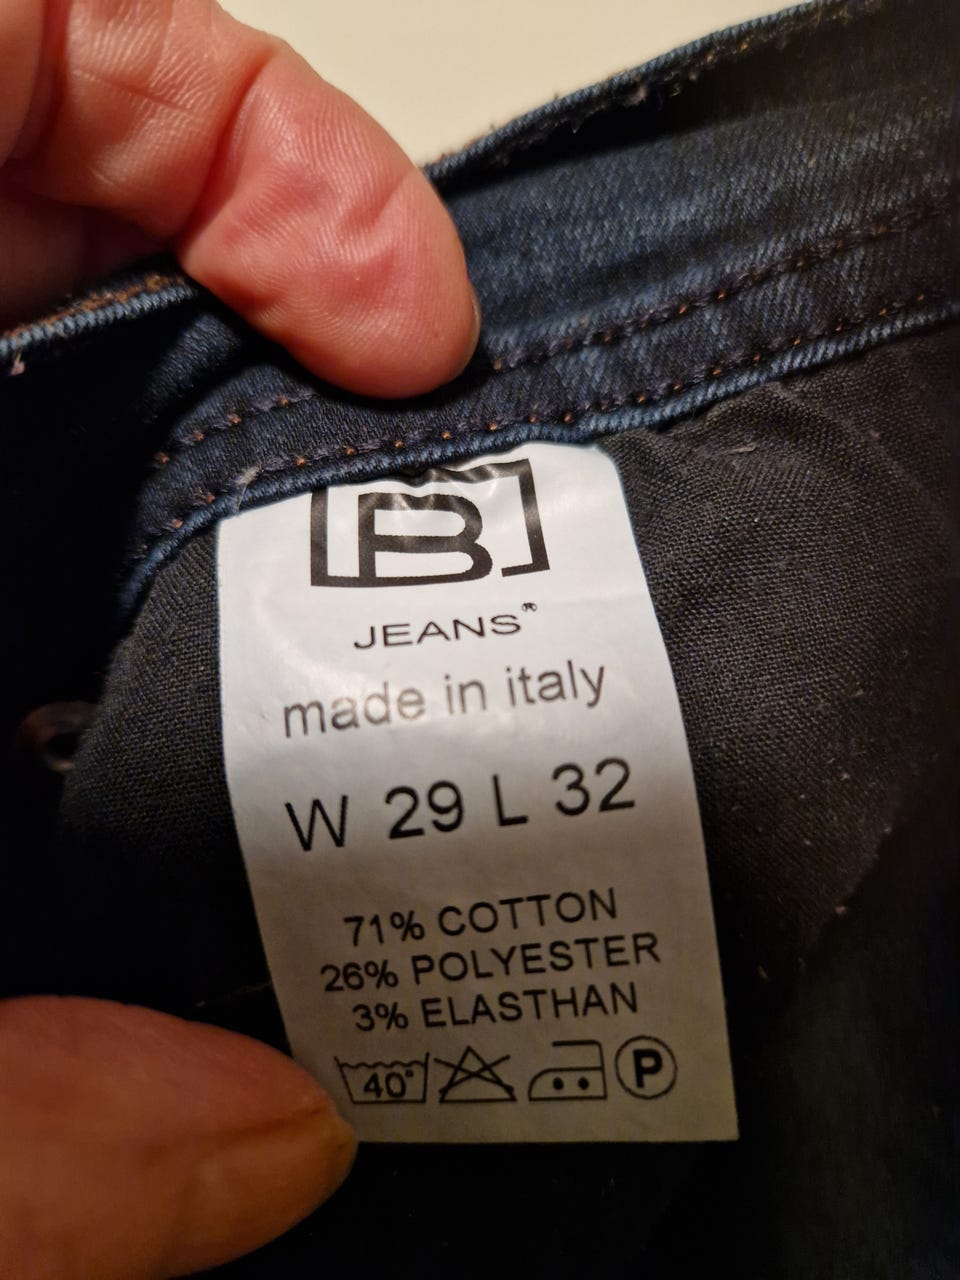 B
JEANS®
made in italy
W 29 L 32
71% COTTON
26% POLYESTER
3% ELASTHAN
40° P